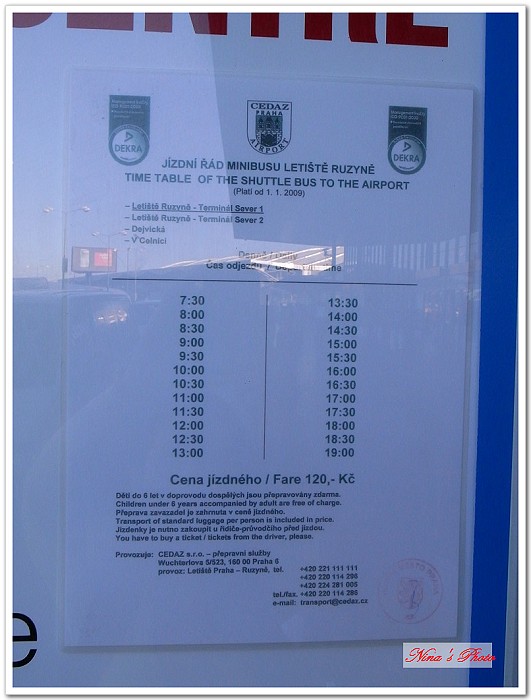 CENTRE
DEKRA
CEDAZ
PRAHA
AIRPORT
DEKRA
JÍZDNÍ ŘÁD MINIBUSU LETIŠTĚ RUZYNĚ
TIME TABLE OF THE SHUTTLE BUS TO THE AIRPORT
(Platí od 1. 1. 2009)
– Letiště Ruzyně - Terminál Sever 1
– Letiště Ruzyně - Terminál Sever 2
– Dejvická
– V Celnici
Čas
7:30
8:00
8:30
9:00
9:30
10:00
10:30
11:00
11:30
12:00
12:30
13:00
13:30
14:00
14:30
15:00
15:30
16:00
16:30
17:00
17:30
18:00
18:30
19:00
Cena jízdného / Fare 120,- Kč
Děti do 6 let v doprovodu dospělých jsou přepravovány zdarma.
Children under 6 years accompanied by adult are free of charge.
Přeprava zavazadel je zahrnuta v ceně jízdného.
Transport of standard luggage per person is included in price.
Jízdenky je nutno zakoupit u řidiče-průvodčího před jízdou.
You have to buy a ticket / tickets from the driver, please.
Provozuje: CEDAZ s.r.o. – přepravní služby
Wuchterlova 5/523, 160 00 Praha 6
provoz: Letiště Praha – Ruzyně, tel. +420 221 111 111
+420 220 114 296
+420 224 281 005
tel./fax. +420 220 114 286
e-mail: transport@cedaz.cz
e
Nina's Photo